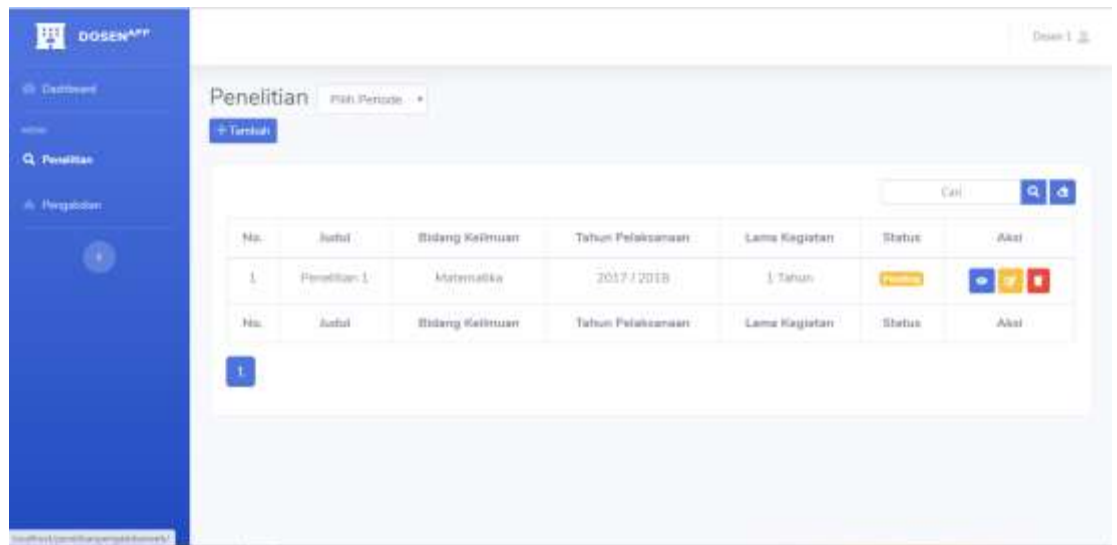 DOSENAPP
Dosen 1
Dashboard
MENU
Penelitian
Pengabdian
Penelitian
Pilih Periode
+ Tambah
Cari
No. Judul Bidang Keilmuan Tahun Pelaksanaan Lama Kegiatan Status Aksi
1 Penelitian 1 Matematika 2017 / 2018 1 Tahun Pending
No. Judul Bidang Keilmuan Tahun Pelaksanaan Lama Kegiatan Status Aksi
1